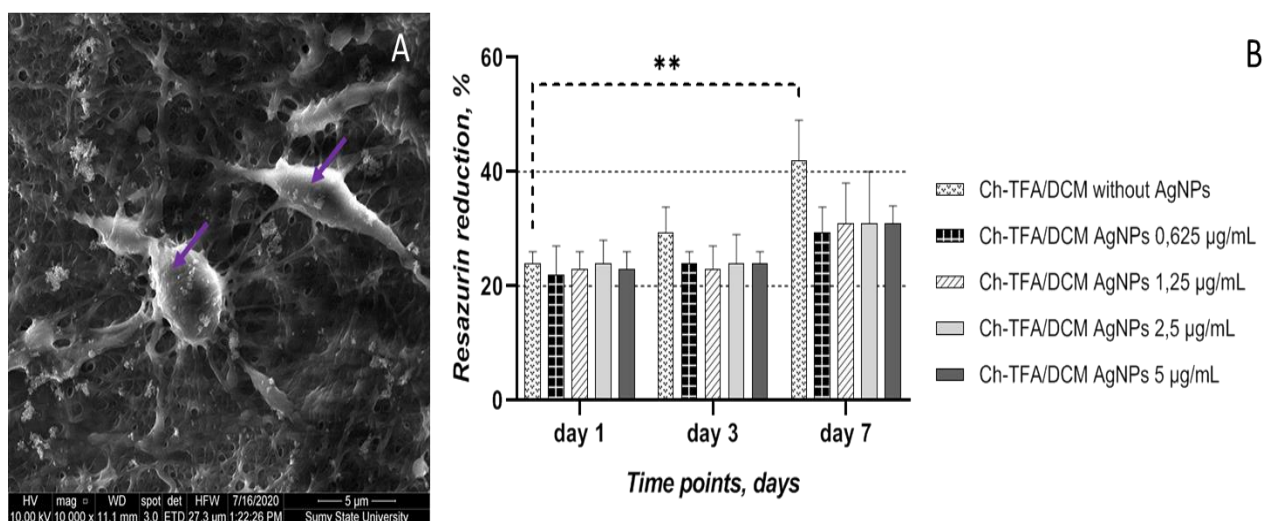 A
HV mag □ WD spot det HFW 7/16/2020 5 µm
10.00 kV 10 000 x 11.1 mm 3.0 ETD 27.3 µm 1:22:26 PM Sumy State University
B
Resazurin reduction, %
60
40
20
0
**
day 1 day 3 day 7
Time points, days
Ch-TFA/DCM without AgNPs
Ch-TFA/DCM AgNPs 0,625 µg/mL
Ch-TFA/DCM AgNPs 1,25 µg/mL
Ch-TFA/DCM AgNPs 2,5 µg/mL
Ch-TFA/DCM AgNPs 5 µg/mL